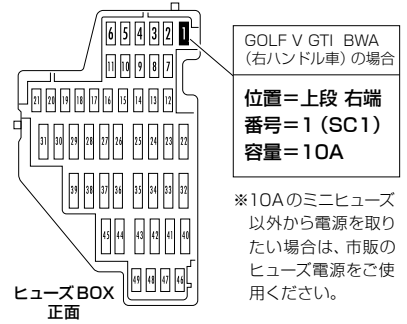 6 5 4 3 2 1
11 10 9 8 7
21 20 19 18 17 16 15 14 13 12
31 30 29 28 27 26 25 24 23 22
39 38 37 36 35 34 33 32
45 44 43 42 41 40
49 48 47 46
ヒューズBOX
正面
GOLF V GTI BWA
(右ハンドル車)の場合
位置=上段 右端
番号=1(SC1)
容量=10A
※10Aのミニヒューズ
以外から電源を取り
たい場合は、市販の
ヒューズ電源をご使
用ください。